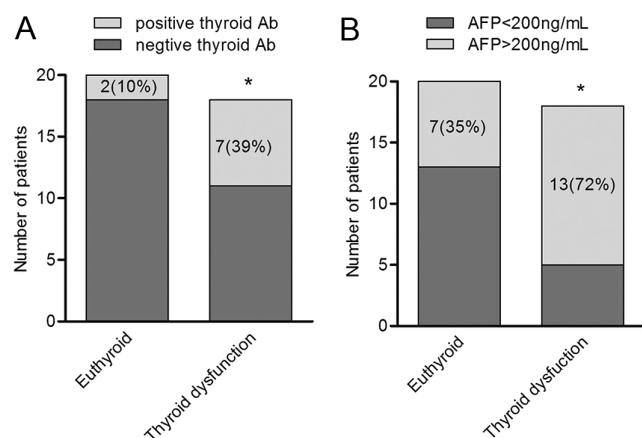 A
positive thyroid Ab
negtive thyroid Ab
Number of patients
20
15
10
5
0
2(10%)
*
7(39%)
Euthyroid
Thyroid dysfunction
B
AFP<200ng/mL
AFP>200ng/mL
Number of patients
20
15
10
5
0
7(35%)
*
13(72%)
Euthyroid
Thyroid dysfuction